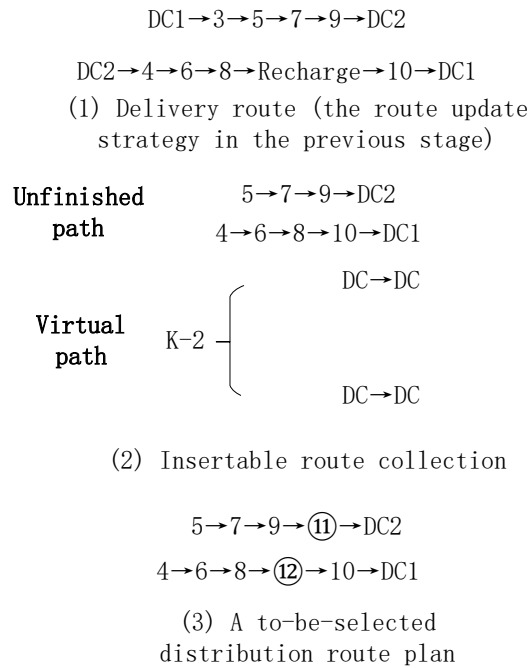 DC1→3→5→7→9→DC2
DC2→4→6→8→Recharge→10→DC1
(1) Delivery route (the route update
strategy in the previous stage)
Unfinished
path
5→7→9→DC2
4→6→8→10→DC1
Virtual
path
K-2
DC→DC
DC→DC
(2) Insertable route collection
5→7→9→⑪→DC2
4→6→8→⑫→10→DC1
(3) A to-be-selected
distribution route plan